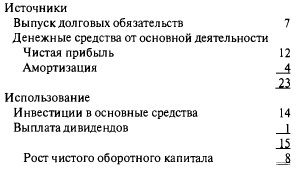 Источники
Выпуск долговых обязательств 7
Денежные средства от основной деятельности
Чистая прибыль 12
Амортизация 4
23
Использование
Инвестиции в основные средства 14
Выплата дивидендов 1
15
Рост чистого оборотного капитала 8